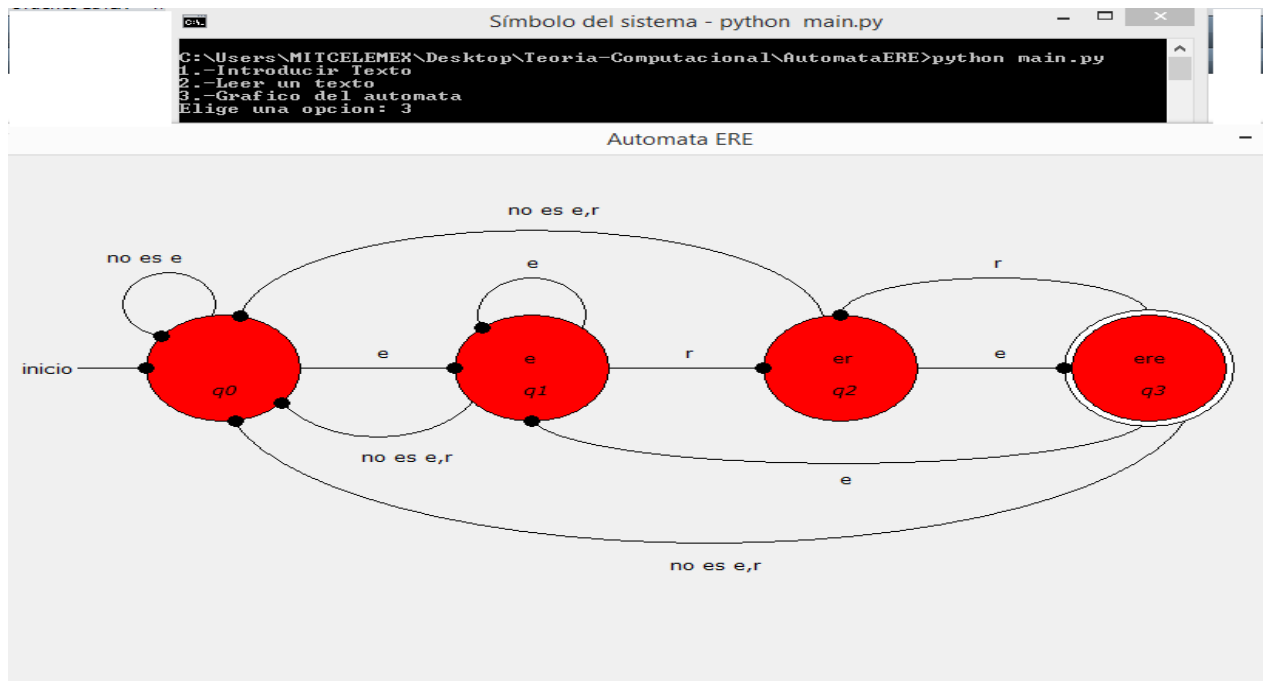 Símbolo del sistema - python main.py
C:\Users\MITCELEMEX\Desktop\Teoria-Computacional\AutomataERE>python main.py
1.-Introducir Texto
2.-Leer un texto
3.-Grafico del automata
Elige una opcion: 3
Automata ERE
no es e,r
no es e
e
r
inicio
e
e
r
er
e
ere
q0
q1
q2
q3
no es e,r
e
no es e,r